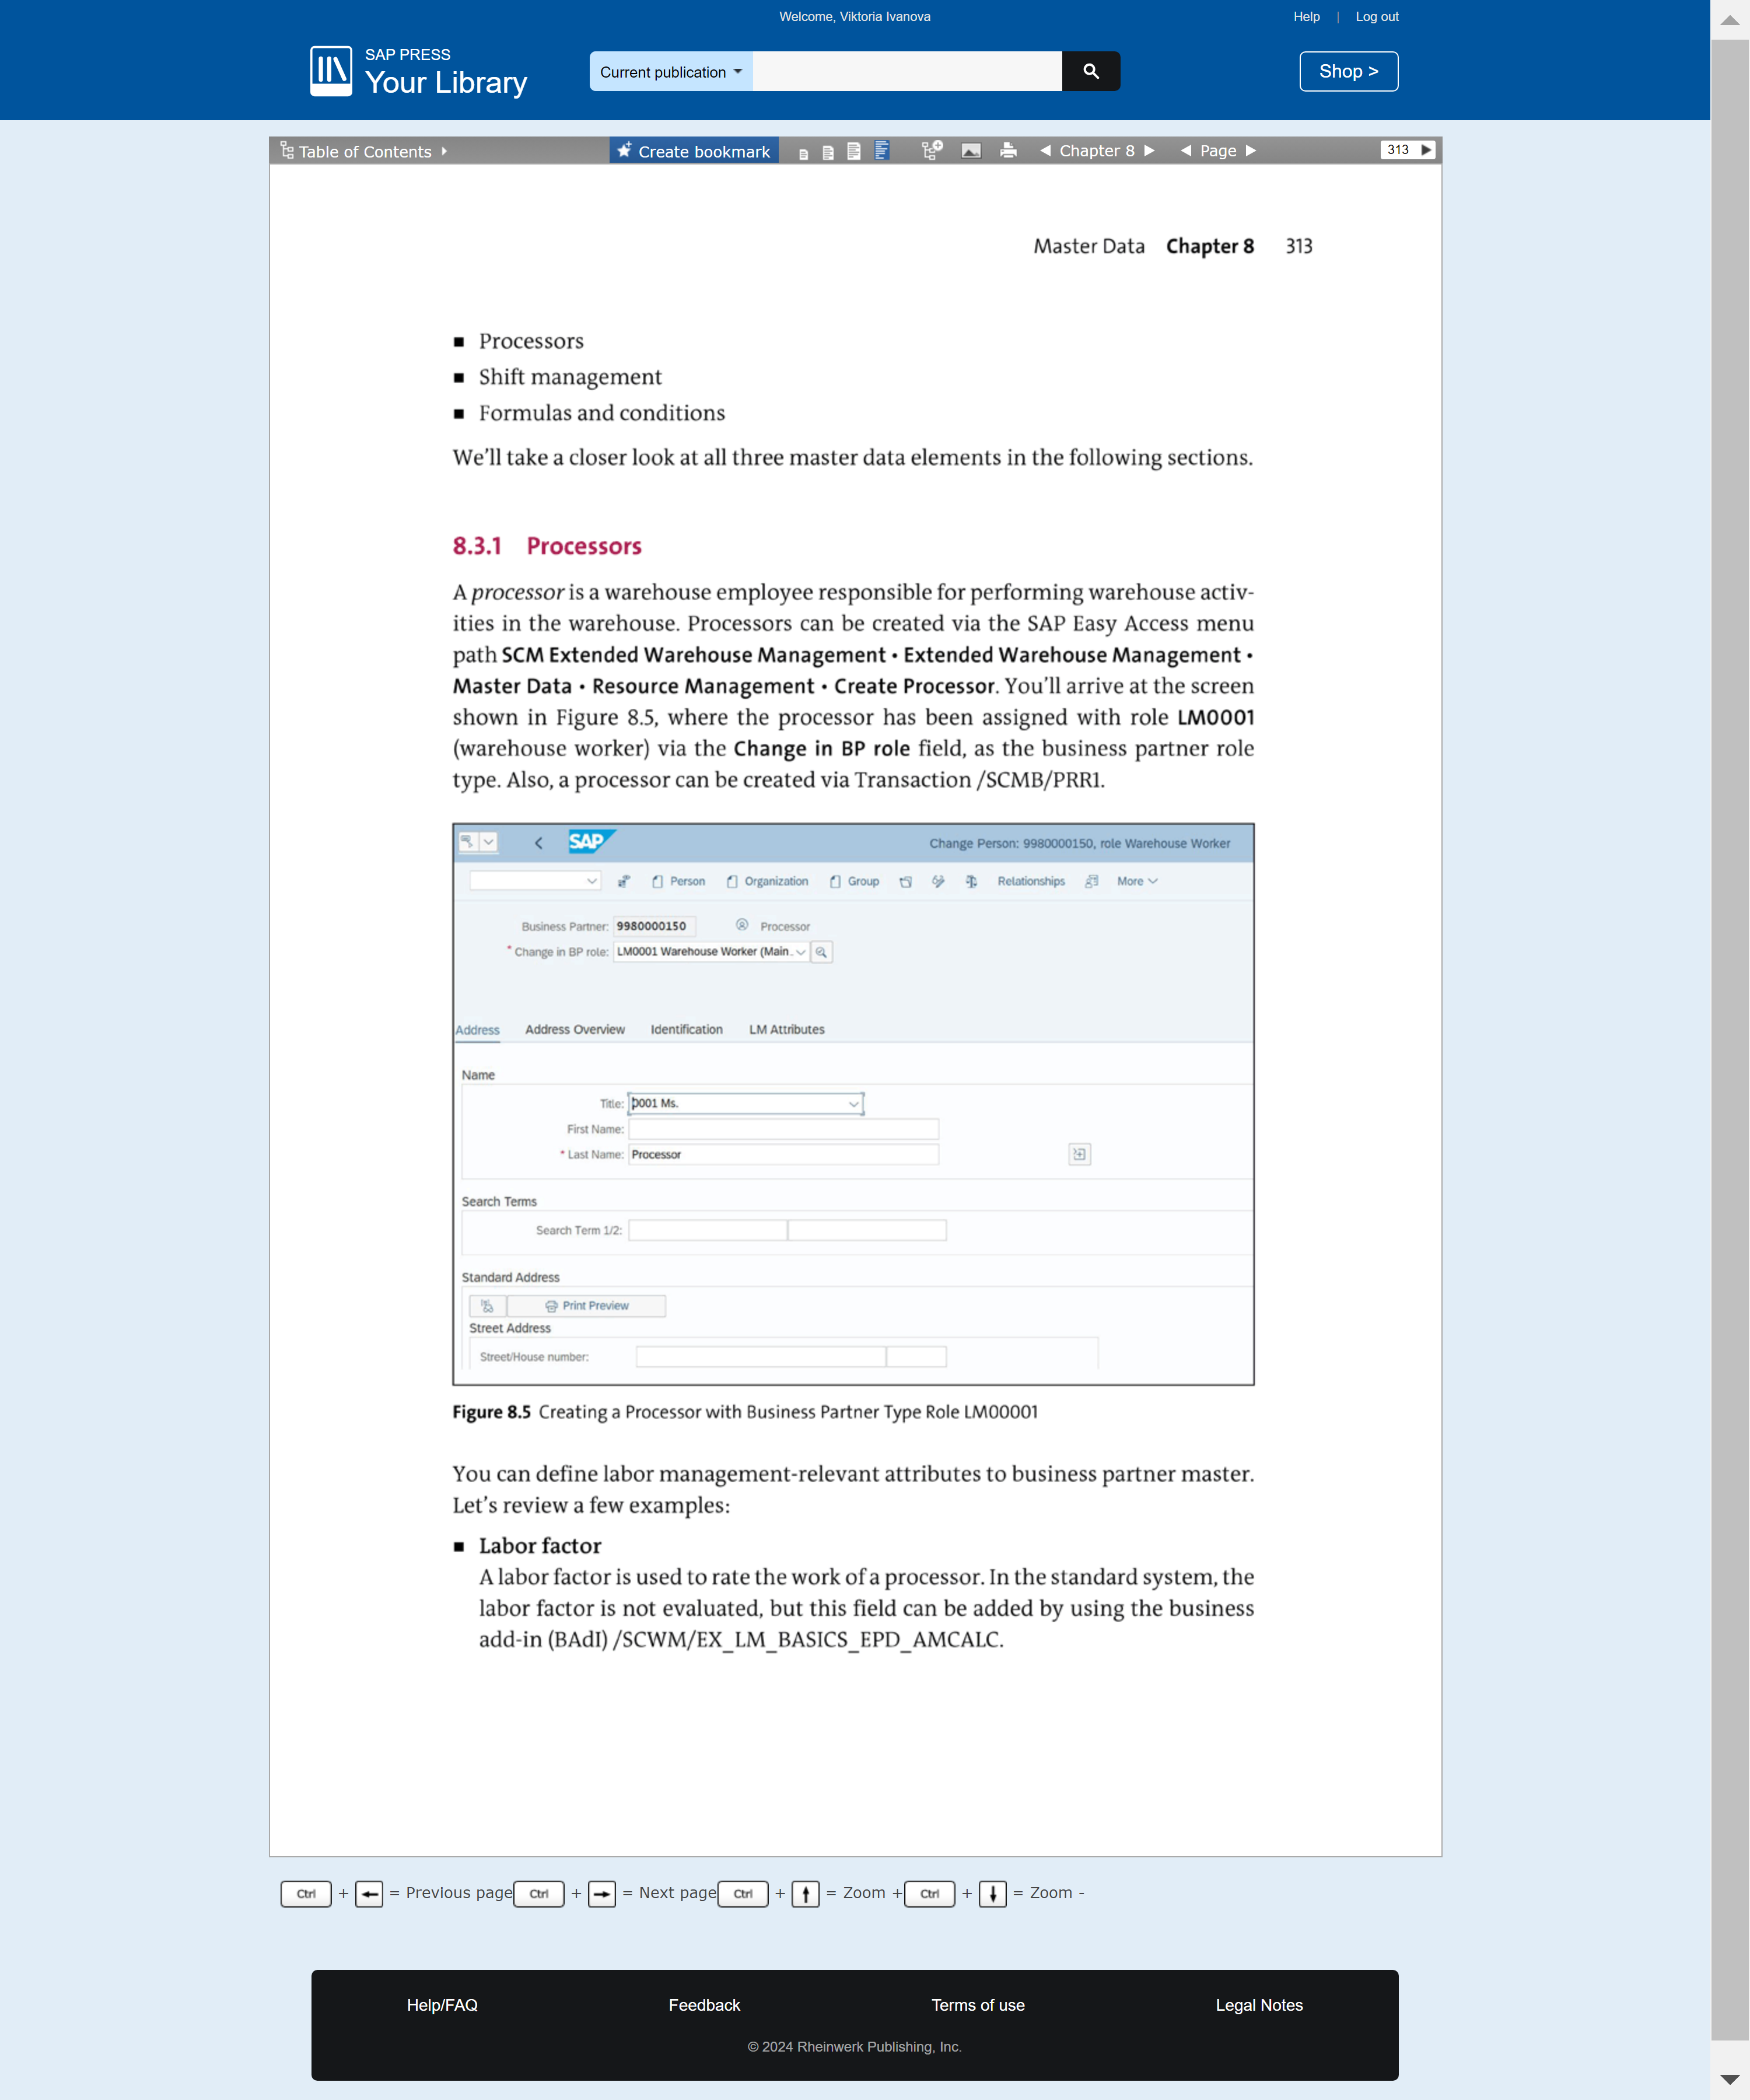 Welcome, Viktoria Ivanova
Help | Log out
SAP PRESS
Your Library
Current publication
Shop >
Table of Contents
Create bookmark
Chapter 8
Page
313
Master Data Chapter 8 313
■ Processors
■ Shift management
■ Formulas and conditions
We'll take a closer look at all three master data elements in the following sections.
8.3.1 Processors
A processor is a warehouse employee responsible for performing warehouse activ-
ities in the warehouse. Processors can be created via the SAP Easy Access menu
path SCM Extended Warehouse Management • Extended Warehouse Management •
Master Data • Resource Management • Create Processor. You'll arrive at the screen
shown in Figure 8.5, where the processor has been assigned with role LM0001
(warehouse worker) via the Change in BP role field, as the business partner role
type. Also, a processor can be created via Transaction /SCMB/PRR1.
SAP
Change Person: 9980000150, role Warehouse Worker
Person Organization Group Relationships More
Business Partner: 9980000150 Processor
* Change in BP role: LM0001 Warehouse Worker (Main .
Address Address Overview Identification LM Attributes
Name
Title: 0001 Ms.
First Name:
* Last Name: Processor
Search Terms
Search Term 1/2:
Standard Address
Print Preview
Street Address
Street/House number:
Figure 8.5 Creating a Processor with Business Partner Type Role LM00001
You can define labor management-relevant attributes to business partner master.
Let's review a few examples:
■ Labor factor
A labor factor is used to rate the work of a processor. In the standard system, the
labor factor is not evaluated, but this field can be added by using the business
add-in (BAdI) /SCWM/EX_LM_BASICS_EPD_AMCALC.
Ctrl + ← = Previous page Ctrl + → = Next page Ctrl + ↑ = Zoom + Ctrl + ↓ = Zoom -
Help/FAQ Feedback Terms of use Legal Notes
© 2024 Rheinwerk Publishing, Inc.